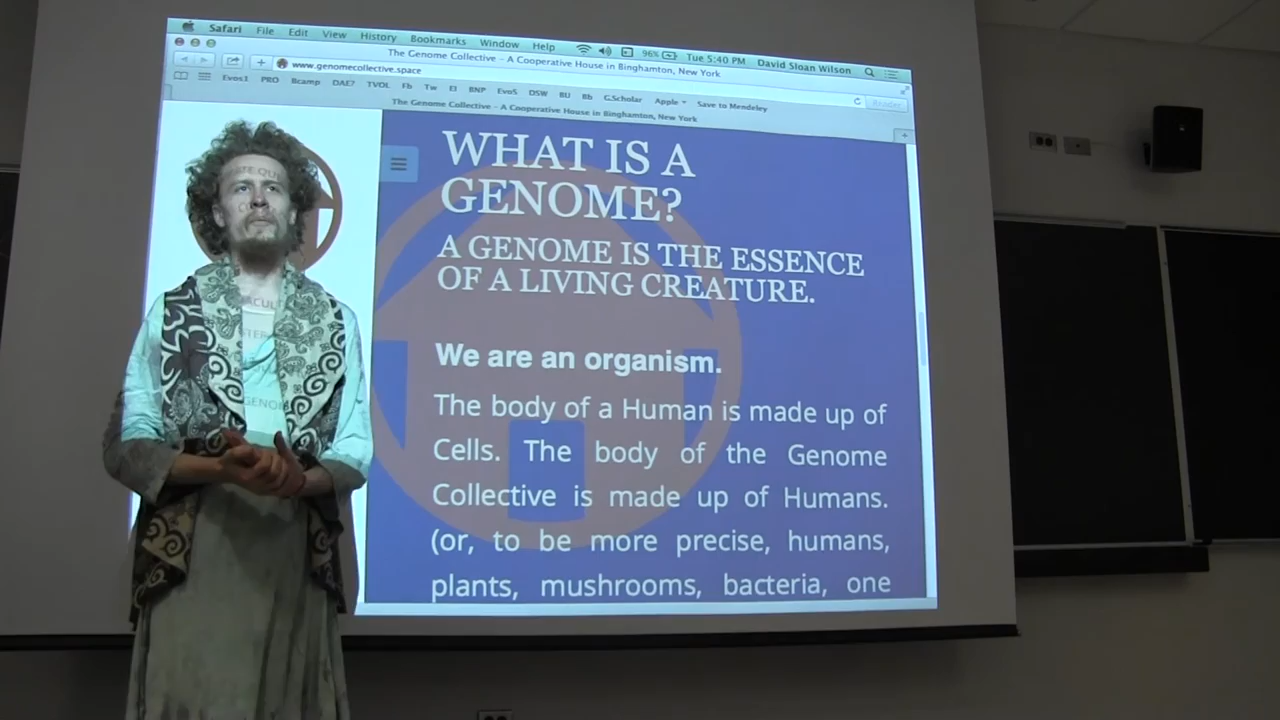 Safari File Edit View History Bookmarks Window Help 96% Tue 5:40 PM David Sloan Wilson
The Genome Collective – A Cooperative House in Binghamton, New York
www.genomecollective.space
Reader
Evos1 PRO Bcamp DAE? TVOL Fb Tw EI BNP EvoS DSW BU Bb G.Scholar Apple Save to Mendeley
The Genome Collective – A Cooperative House in Binghamton, New York
WHAT IS A
GENOME?
A GENOME IS THE ESSENCE
OF A LIVING CREATURE.
We are an organism.
The body of a Human is made up of
Cells. The body of the Genome
Collective is made up of Humans.
(or, to be more precise, humans,
plants, mushrooms, bacteria, one
GENOM